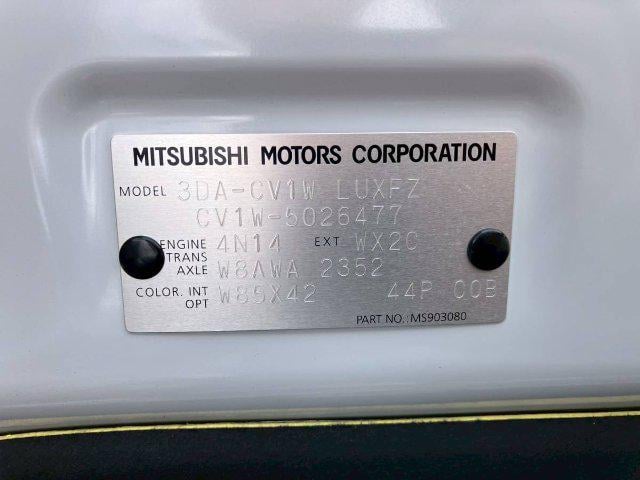 MITSUBISHI MOTORS CORPORATION
MODEL 3DA-CV1W LUXFZ
CV1W-5026477
ENGINE 4N14 EXT WX2C
TRANS
AXLE W8AWA 2352
COLOR. INT W85X42 44P 00B
OPT
PART NO.: MS903080